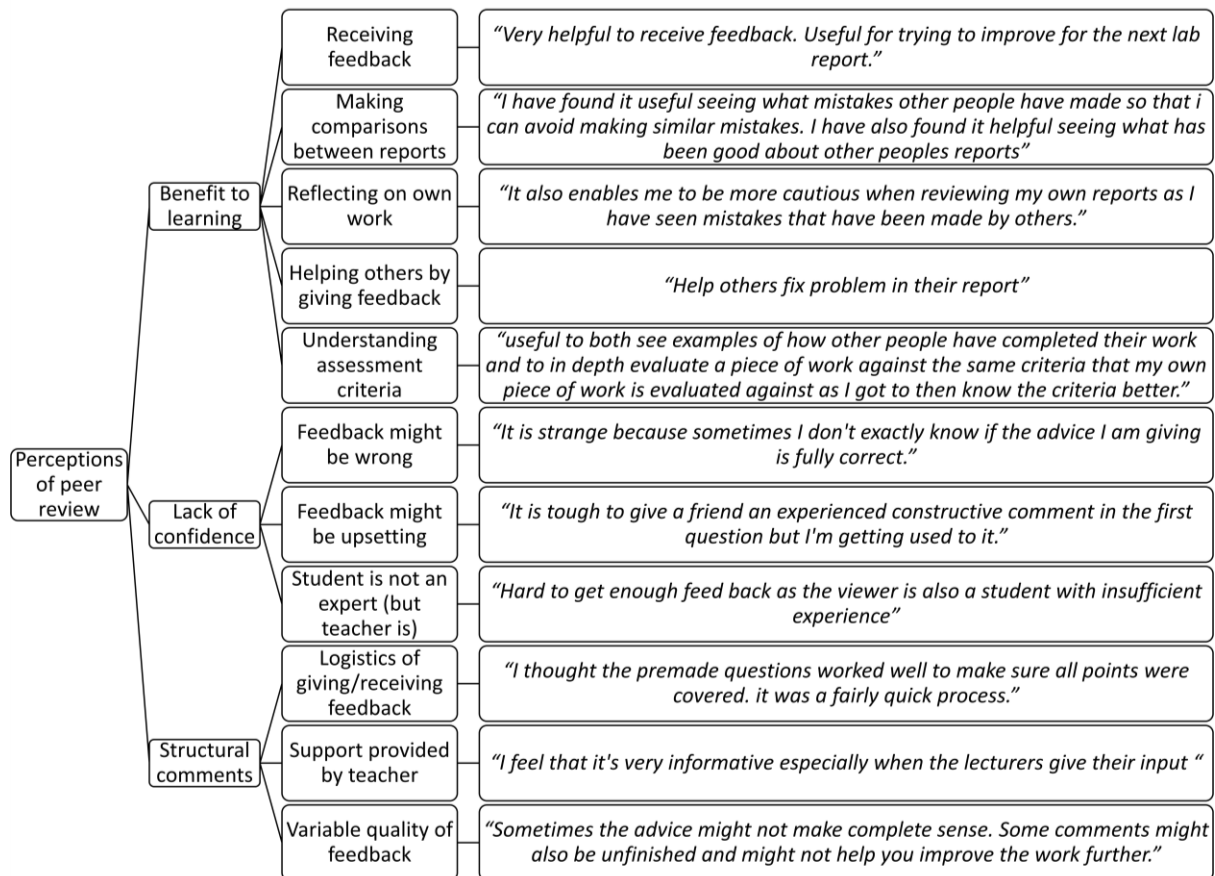 Perceptions
of peer
review
Benefit to
learning
Receiving
feedback
“Very helpful to receive feedback. Useful for trying to improve for the next lab
report.”
Making
comparisons
between reports
“I have found it useful seeing what mistakes other people have made so that i
can avoid making similar mistakes. I have also found it helpful seeing what has
been good about other peoples reports”
Reflecting on own
work
“It also enables me to be more cautious when reviewing my own reports as I
have seen mistakes that have been made by others.”
Helping others by
giving feedback
“Help others fix problem in their report”
Understanding
assessment
criteria
“useful to both see examples of how other people have completed their work
and to in depth evaluate a piece of work against the same criteria that my own
piece of work is evaluated against as I got to then know the criteria better.”
Lack of
confidence
Feedback might
be wrong
“It is strange because sometimes I don't exactly know if the advice I am giving
is fully correct.”
Feedback might
be upsetting
“It is tough to give a friend an experienced constructive comment in the first
question but I'm getting used to it.”
Student is not an
expert (but
teacher is)
“Hard to get enough feed back as the viewer is also a student with insufficient
experience”
Structural
comments
Logistics of
giving/receiving
feedback
“I thought the premade questions worked well to make sure all points were
covered. it was a fairly quick process.”
Support provided
by teacher
“I feel that it's very informative especially when the lecturers give their input “
Variable quality of
feedback
“Sometimes the advice might not make complete sense. Some comments might
also be unfinished and might not help you improve the work further.”